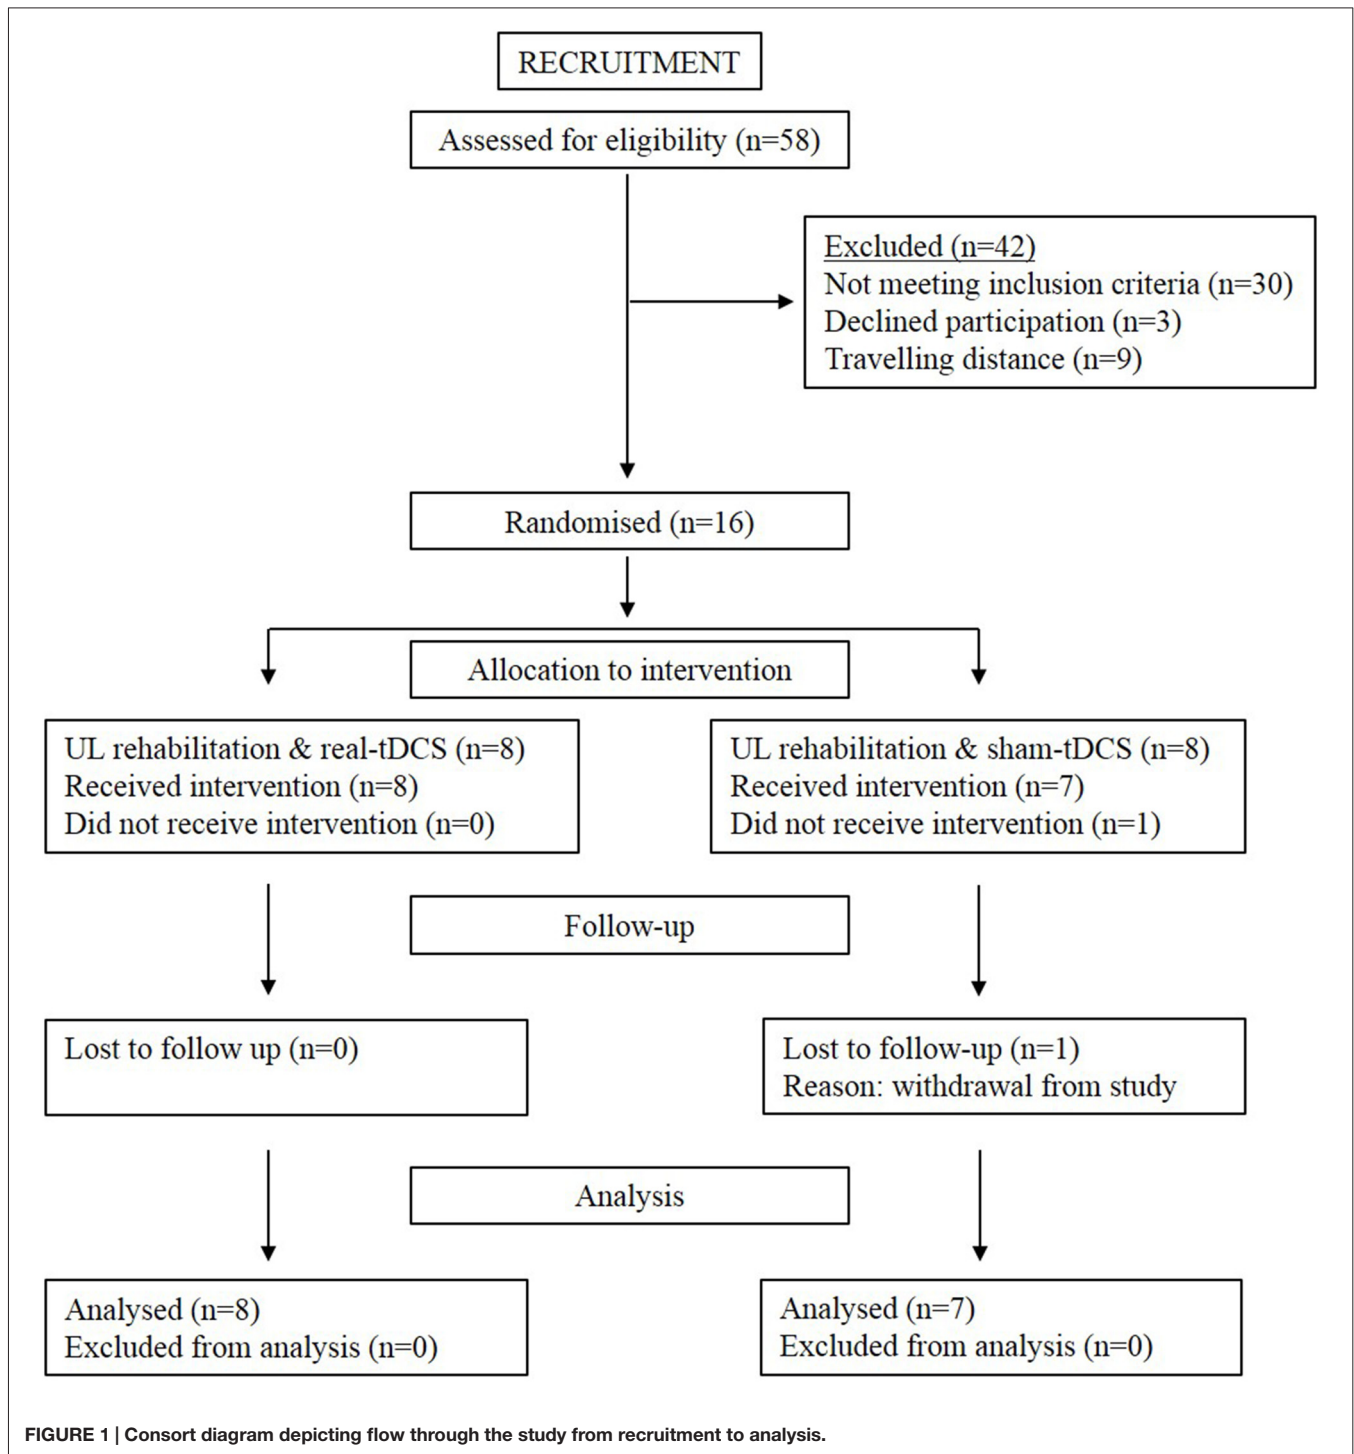 RECRUITMENT
Assessed for eligibility (n=58)
Excluded (n=42)
Not meeting inclusion criteria (n=30)
Declined participation (n=3)
Travelling distance (n=9)
Randomised (n=16)
Allocation to intervention
UL rehabilitation & real-tDCS (n=8)
Received intervention (n=8)
Did not receive intervention (n=0)
UL rehabilitation & sham-tDCS (n=8)
Received intervention (n=7)
Did not receive intervention (n=1)
Follow-up
Lost to follow up (n=0)
Lost to follow-up (n=1)
Reason: withdrawal from study
Analysis
Analysed (n=8)
Excluded from analysis (n=0)
Analysed (n=7)
Excluded from analysis (n=0)
FIGURE 1 | Consort diagram depicting flow through the study from recruitment to analysis.